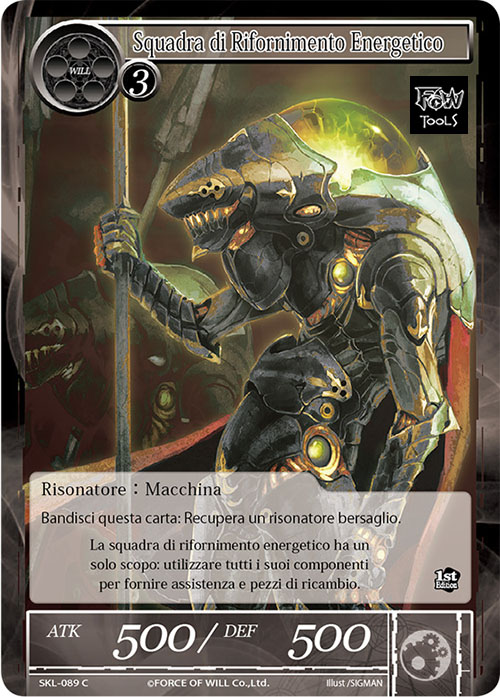 Squadra di Rifornimento Energetico
WILL
3
FoW
TOOLS
Risonatore : Macchina
Bandisci questa carta: Recupera un risonatore bersaglio.
La squadra di rifornimento energetico ha un
solo scopo: utilizzare tutti i suoi componenti
per fornire assistenza e pezzi di ricambio.
1st
Edition
ATK 500 / DEF 500
SKL-089 C ©FORCE OF WILL Co.,Ltd. Illust /SIGMAN